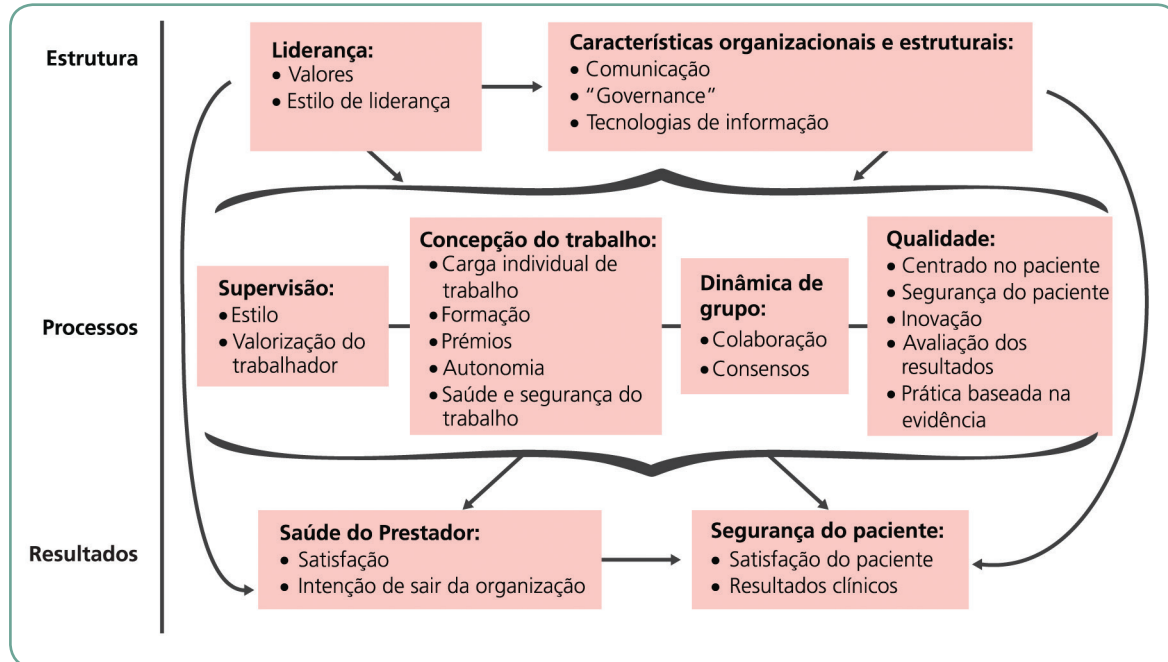 Estrutura
Liderança:
• Valores
• Estilo de liderança
Características organizacionais e estruturais:
• Comunicação
• “Governance”
• Tecnologias de informação
Processos
Supervisão:
• Estilo
• Valorização do
trabalhador
Concepção do trabalho:
• Carga individual de
trabalho
• Formação
• Prémios
• Autonomia
• Saúde e segurança do
trabalho
Dinâmica de
grupo:
• Colaboração
• Consensos
Qualidade:
• Centrado no paciente
• Segurança do paciente
• Inovação
• Avaliação dos
resultados
• Prática baseada na
evidência
Resultados
Saúde do Prestador:
• Satisfação
• Intenção de sair da organização
Segurança do paciente:
• Satisfação do paciente
• Resultados clínicos